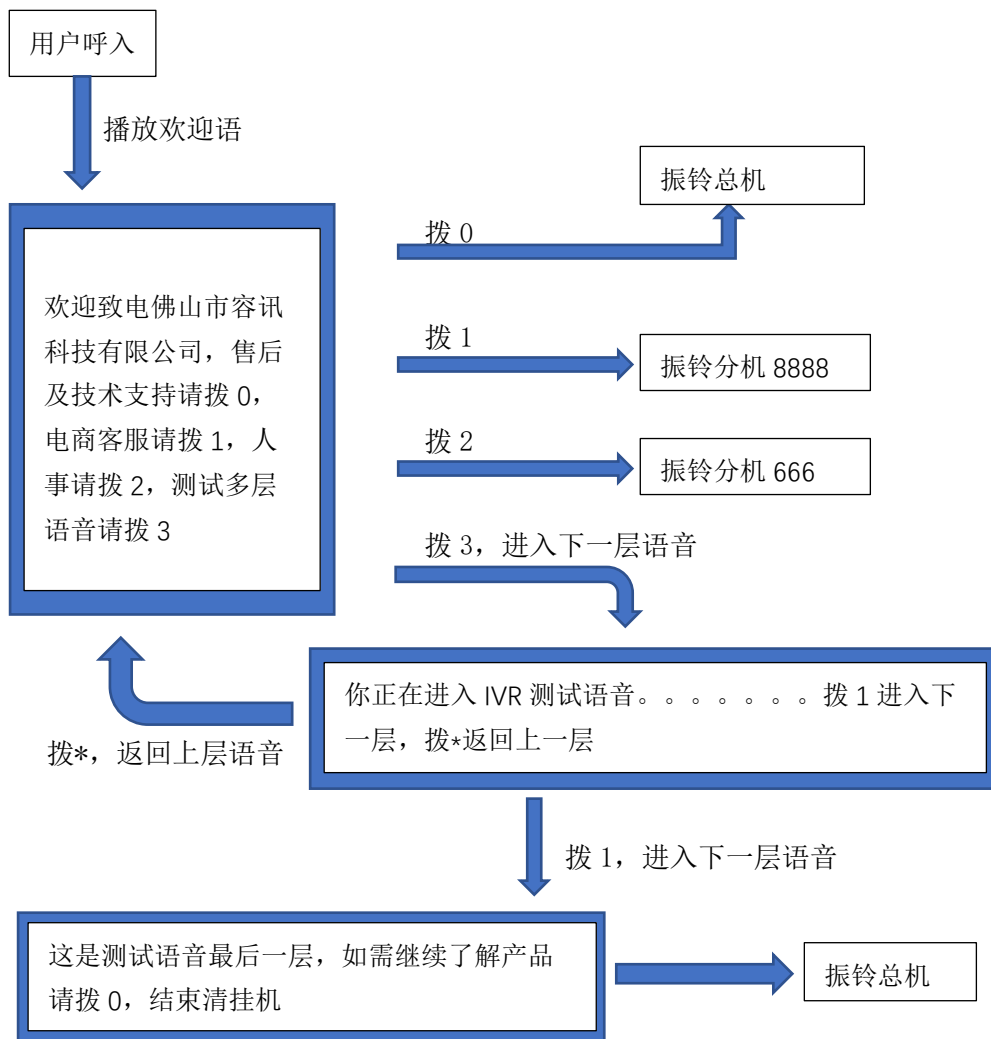 用户呼入
播放欢迎语
振铃总机
拨 0
欢迎致电佛山市容讯
科技有限公司，售后
及技术支持请拨 0，
电商客服请拨 1，人
事请拨 2，测试多层
语音请拨 3
拨 1
振铃分机 8888
拨 2
振铃分机 666
拨 3，进入下一层语音
你正在进入 IVR 测试语音。。。。。。。拨 1 进入下
一层，拨*返回上一层
拨*，返回上层语音
拨 1，进入下一层语音
这是测试语音最后一层，如需继续了解产品
请拨 0，结束清挂机
振铃总机